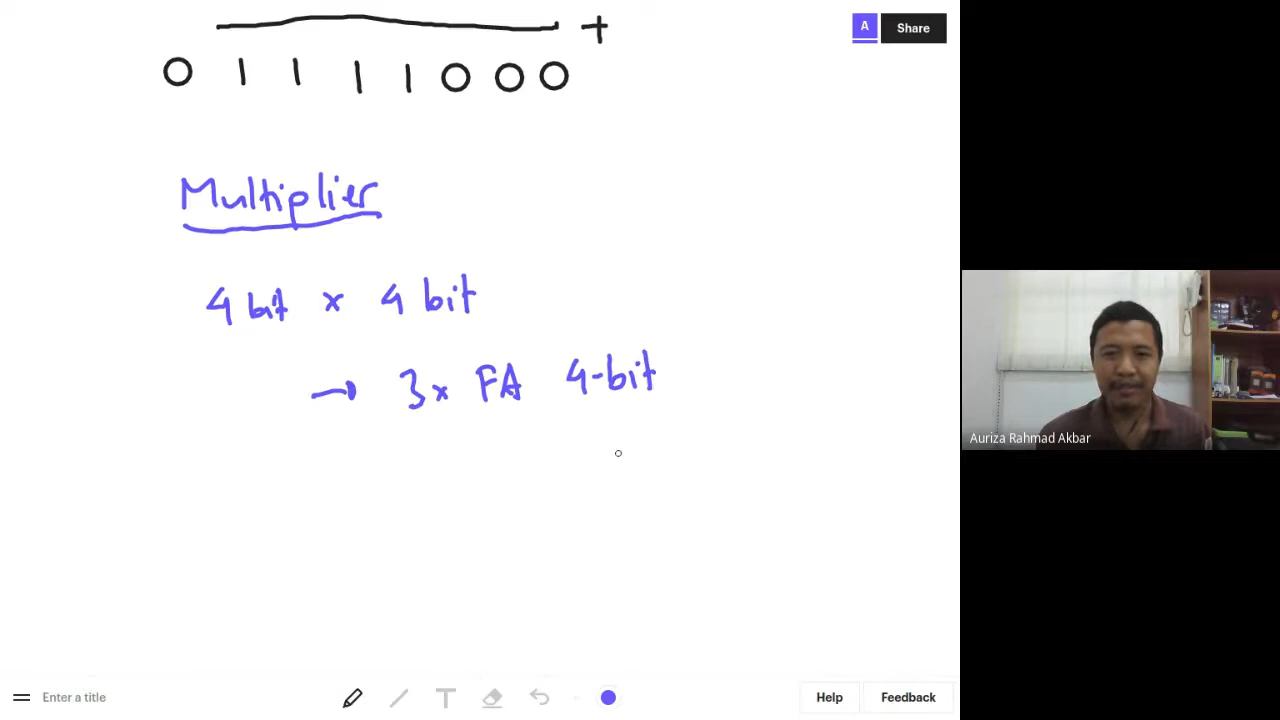 +
0 1 1 1 1 0 0 0
Multiplier
4 bit × 4 bit
→ 3x FA 4-bit
A
Share
Auriza Rahmad Akbar
Enter a title
T
Help
Feedback